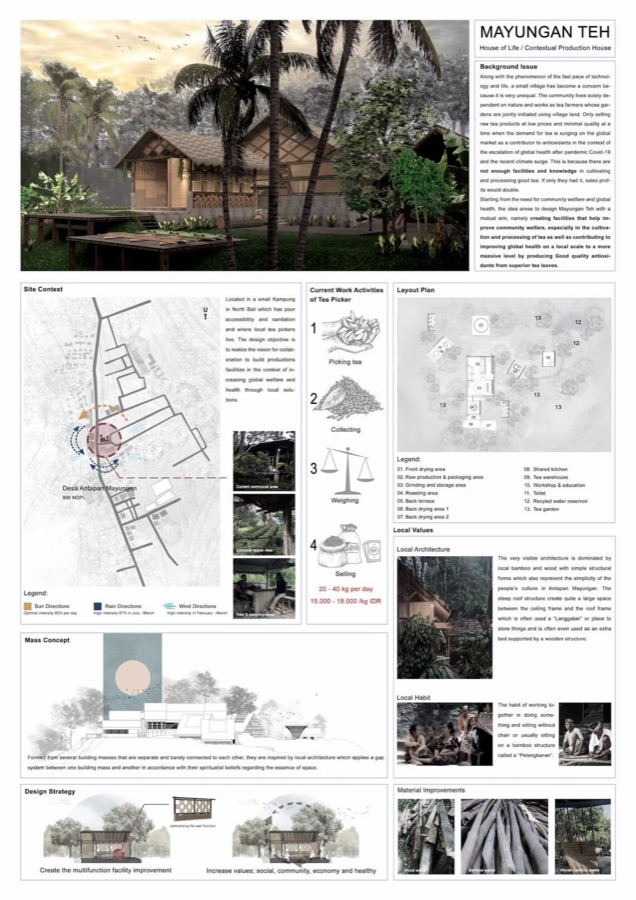 MAYUNGAN TEH
House of Life / Contextual Production House
Background Issue
Along with the phenomenon of the fast pace of technol-
ogy and life, a small village has become a concern be-
cause it is very unequal. The community lives solely de-
pendent on nature and works as tea farmers whose gar-
dens are jointly initiated using village land. Only selling
raw tea products at low prices and minimal quality at a
time when the demand for tea is surging on the global
market as a contributor to antioxidants in the context of
the escalation of global health after pandemic Covid-19
and the recent climate surge. This is because there are
not enough facilities and knowledge in cultivating
and processing good tea. If only they had it, sales prof-
its would double.
Starting from the need for community welfare and global
health, the idea arose to design Mayungan Teh with a
mutual aim, namely creating facilities that help im-
prove community welfare, especially in the cultiva-
tion and processing of tea as well as contributing to
improving global health on a local scale to a more
massive level by producing Good quality antioxi-
dants from superior tea leaves.
Site Context
Located in a small Kampung
in North Bali which has poor
accessibility and sanitation
and where local tea pickers
live. The design objective is
to realize the vision for collab-
oration to build productions
facilities in the context of in-
creasing global welfare and
health through local solu-
tions.
U
Desa Antapan Mayungan
Current communal area
Legend:
Sun Directions
Rain Directions
Wind Directions
High intensity in February - March
Current Work Activities
of Tea Picker
1
Picking tea
2
Collecting
3
Weighing
4
TEA
Selling
20 - 40 kg per day
15.000 - 18.000 /kg IDR
Layout Plan
13
12
12
13
13
13
Legend:
01. Front drying area
02. Raw production & packaging area
03. Grinding and storage area
04. Roasting area
05. Back terrace
06. Back drying area 1
07. Back drying area 2
08. Shared kitchen
09. Tea warehouse
10. Workshop & education
11. Toilet
12. Recyled water reservoir
13. Tea garden
Local Values
Local Architecture
The very visible architecture is dominated by
local bamboo and wood with simple structural
forms which also represent the simplicity of the
people's culture in Antapan Mayungan. The
steep roof structure create quite a large space
between the ceiling frame and the roof frame
which is often used a "Langgatan" or place to
store things and is often even used as an extra
bed supported by a wooden structure.
Local Habit
The habit of working to-
gether in doing some-
thing and sitting without
chair or usually sitting
on a bamboo structure
called a "Pelangkanan".
Mass Concept
Formed from several building masses that are separate and barely connected to each other, they are inspired by local architecture which applies a gap
system between one building mass and another in accordance with their spiritualist beliefs regarding the essence of space.
Design Strategy
optimalizing the wall function
Create the multifunction facility improvement
Increase values; social, community, economy and healthy
Material Improvements